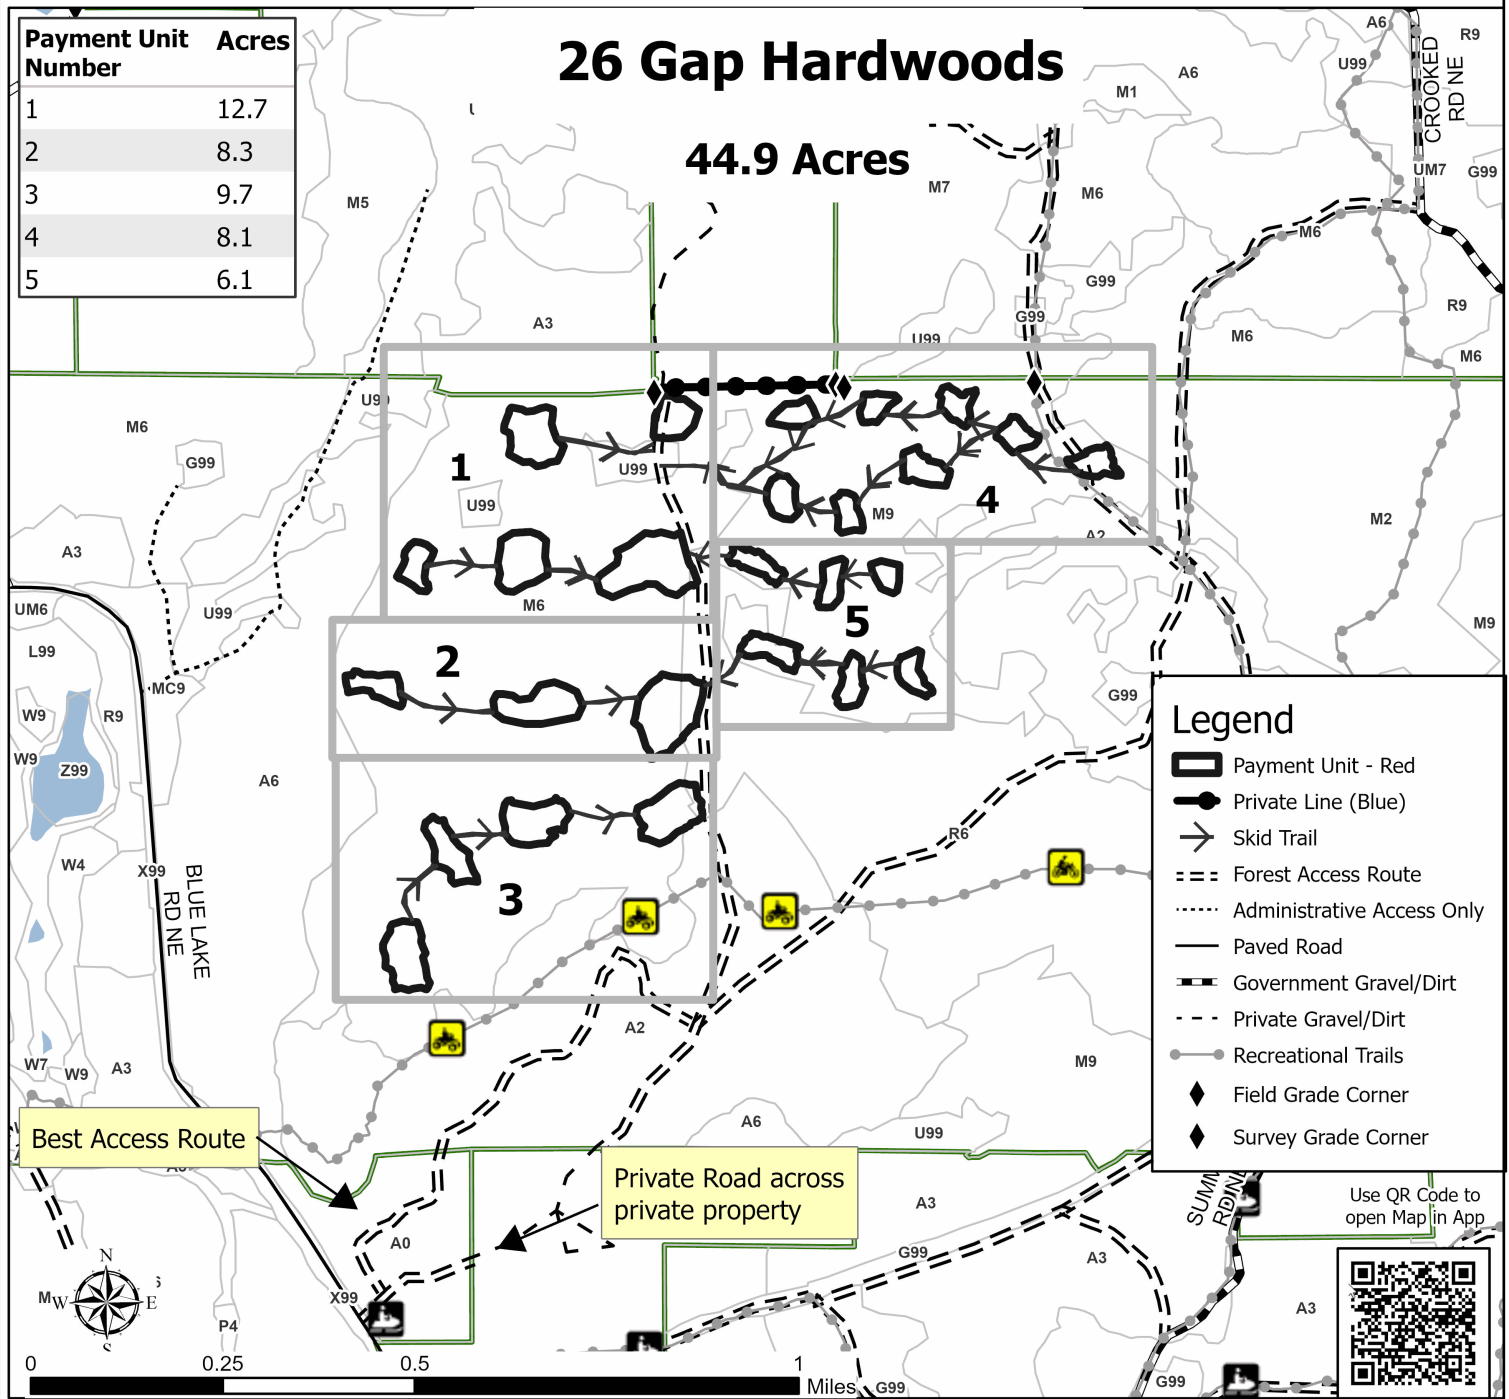 Payment Unit Number Acres
1 12.7
2 8.3
3 9.7
4 8.1
5 6.1
26 Gap Hardwoods
44.9 Acres
A6
R9
U99
A6
M1
CROOKED
RD NE
UM7
G99
M5
M7
M6
M6
G99
R9
A3
G99
U99
M6
M6
U99
M6
G99
1
U99
U99
4
M9
A2
M2
A3
M6
UM6
U99
5
M9
L99
2
MC9
G99
W9
R9
W9
Z99
A6
W4
X99
BLUE LAKE
RD NE
3
R6
A2
W7
W9
A3
M9
A6
U99
Legend
Payment Unit - Red
Private Line (Blue)
Skid Trail
Forest Access Route
Administrative Access Only
Paved Road
Government Gravel/Dirt
Private Gravel/Dirt
Recreational Trails
Field Grade Corner
Survey Grade Corner
Best Access Route
Private Road across
private property
A3
RD NE
Use QR Code to
open Map in App
A0
G99
A3
N
W E
S
X99
A3
P4
G99
G99
0 0.25 0.5 1
Miles